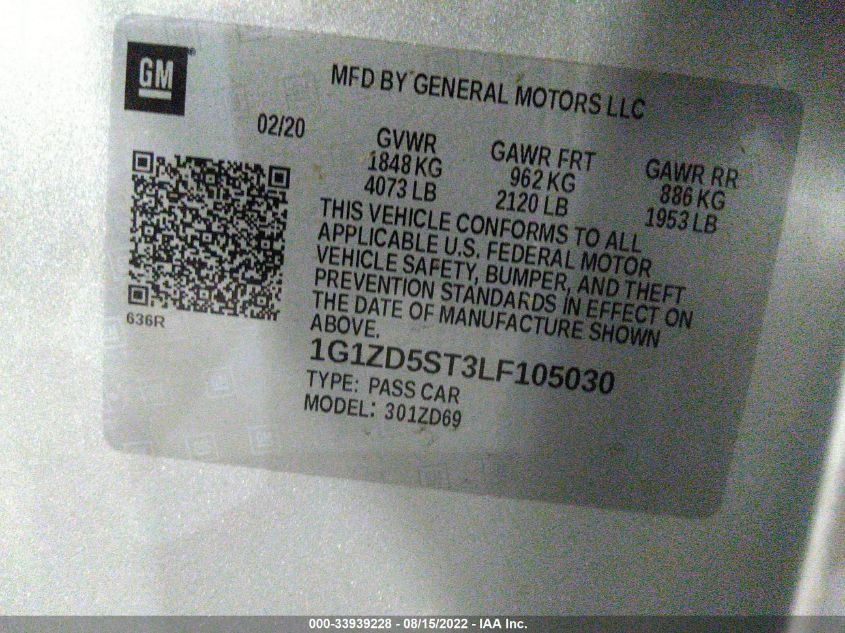 GM
MFD BY GENERAL MOTORS LLC
02/20
GVWR
1848 KG
4073 LB
GAWR FRT
962 KG
2120 LB
GAWR RR
886 KG
1953 LB
THIS VEHICLE CONFORMS TO ALL
APPLICABLE U.S. FEDERAL MOTOR
VEHICLE SAFETY, BUMPER, AND THEFT
PREVENTION STANDARDS IN EFFECT ON
THE DATE OF MANUFACTURE SHOWN
ABOVE.
636R
1G1ZD5ST3LF105030
TYPE: PASS CAR
MODEL: 301ZD69
000-33939228 - 08/15/2022 - IAA Inc.